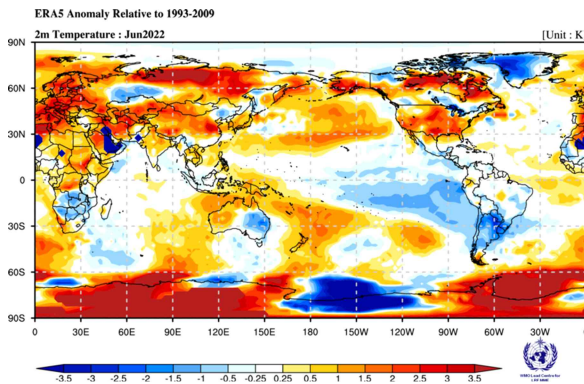 ERA5 Anomaly Relative to 1993-2009
2m Temperature : Jun2022 [Unit : K
90N
60N
30N
0
30S
60S
90S
0 30E 60E 90E 120E 150E 180 150W 120W 90W 60W 30W
-3.5 -3 -2.5 -2 -1.5 -1 -0.5 -0.25 0.25 0.5 1 1.5 2 2.5 3 3.5
WMO Lead Centre for
LRF MME